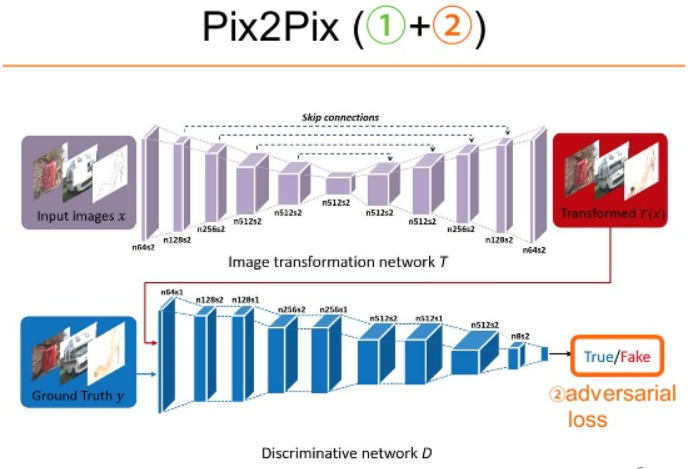 Pix2Pix (①+②)
Skip connections
Input images x
n64s2
n128s2
n256s2
n512s2
n512s2
n512s2
n512s2
n512s2
n256s2
n128s2
n64s2
Transformed T(x)
Image transformation network T
Ground Truth y
n64s1
n128s2
n128s1
n256s2
n256s1
n512s2
n512s1
n512s2
n8s2
True/Fake
②adversarial
loss
Discriminative network D